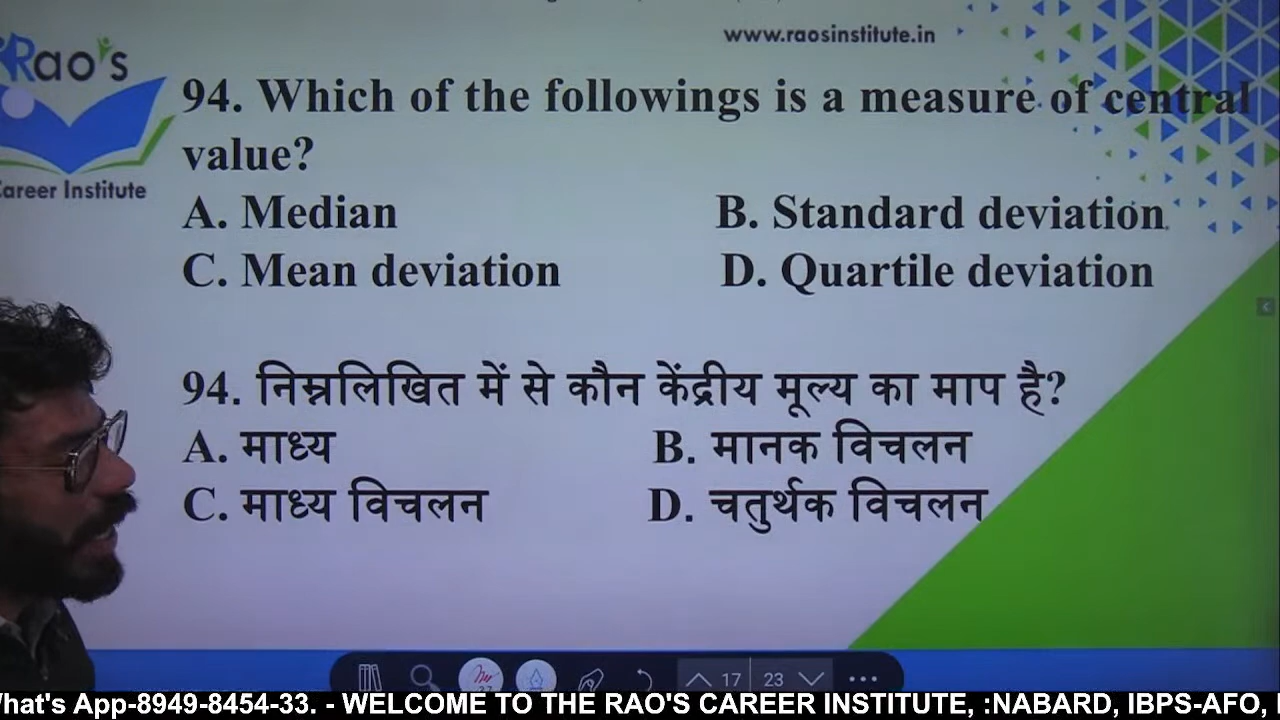 www.raosinstitute.in
Rao's
Career Institute
94. Which of the followings is a measure of central
value?
A. Median B. Standard deviation
C. Mean deviation D. Quartile deviation
94. निम्नलिखित में से कौन केंद्रीय मूल्य का माप है?
A. माध्य B. मानक विचलन
C. माध्य विचलन D. चतुर्थक विचलन
17 23
What's App-8949-8454-33. - WELCOME TO THE RAO'S CAREER INSTITUTE, :NABARD, IBPS-AFO,